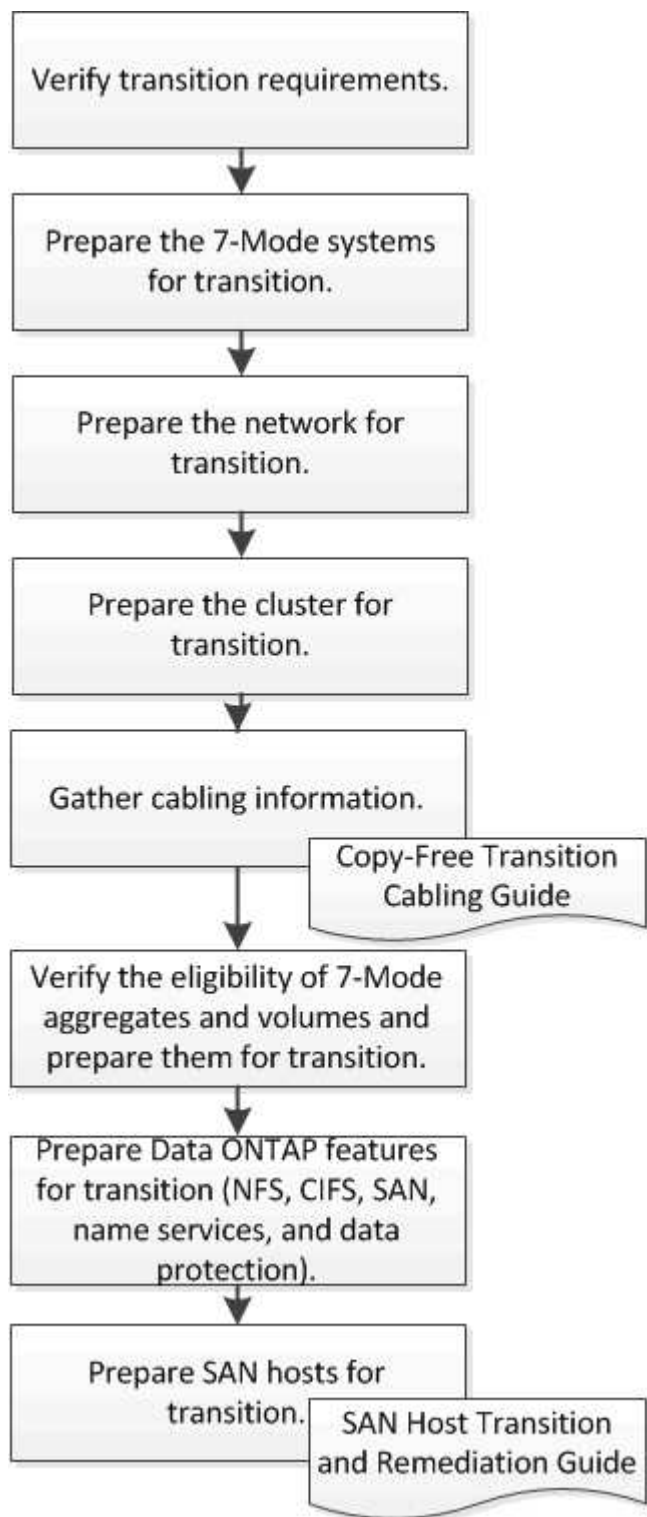 Verify transition requirements.
Prepare the 7-Mode systems
for transition.
Prepare the network for
transition.
Prepare the cluster for
transition.
Gather cabling information.
Copy-Free Transition
Cabling Guide
Verify the eligibility of 7-Mode
aggregates and volumes and
prepare them for transition.
Prepare Data ONTAP features
for transition (NFS, CIFS, SAN,
name services, and data
protection).
Prepare SAN hosts for
transition.
SAN Host Transition
and Remediation Guide